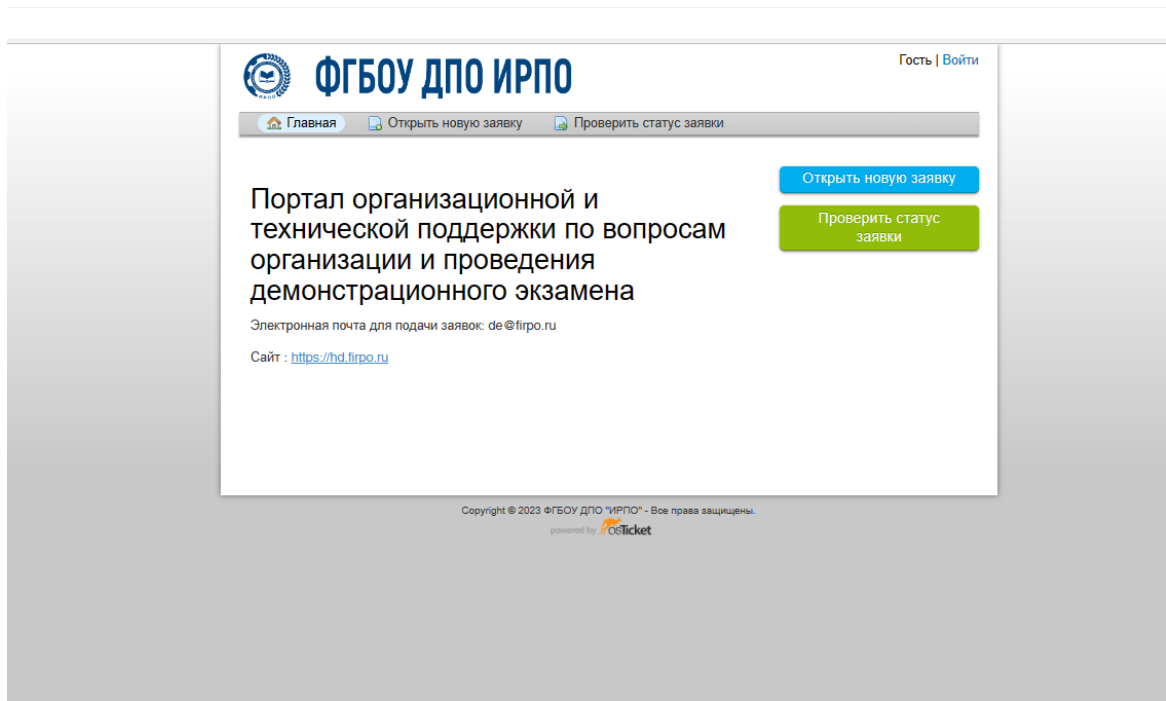 ФГБОУ ДПО ИРПО
Гость | Войти
Главная
Открыть новую заявку
Проверить статус заявки
Портал организационной и
технической поддержки по вопросам
организации и проведения
демонстрационного экзамена
Электронная почта для подачи заявок: de@firpo.ru
Сайт : https://hd.firpo.ru
Открыть новую заявку
Проверить статус
заявки
Copyright © 2023 ФГБОУ ДПО "ИРПО" - Все права защищены.
powered by osTicket